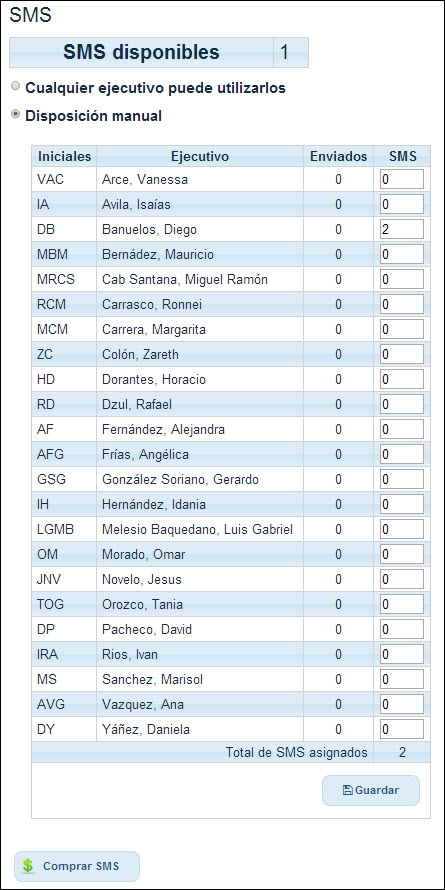 SMS
SMS disponibles 1
Cualquier ejecutivo puede utilizarlos
Disposición manual
Iniciales Ejecutivo Enviados SMS
VAC Arce, Vanessa 0 0
IA Avila, Isaías 0 0
DB Banuelos, Diego 0 2
MBM Bernádez, Mauricio 0 0
MRCS Cab Santana, Miguel Ramón 0 0
RCM Carrasco, Ronnei 0 0
MCM Carrera, Margarita 0 0
ZC Colón, Zareth 0 0
HD Dorantes, Horacio 0 0
RD Dzul, Rafael 0 0
AF Fernández, Alejandra 0 0
AFG Frías, Angélica 0 0
GSG González Soriano, Gerardo 0 0
IH Hernández, Idania 0 0
LGMB Melesio Baquedano, Luis Gabriel 0 0
OM Morado, Omar 0 0
JNV Novelo, Jesus 0 0
TOG Orozco, Tania 0 0
DP Pacheco, David 0 0
IRA Rios, Ivan 0 0
MS Sanchez, Marisol 0 0
AVG Vazquez, Ana 0 0
DY Yáñez, Daniela 0 0
Total de SMS asignados 2
Guardar
Comprar SMS